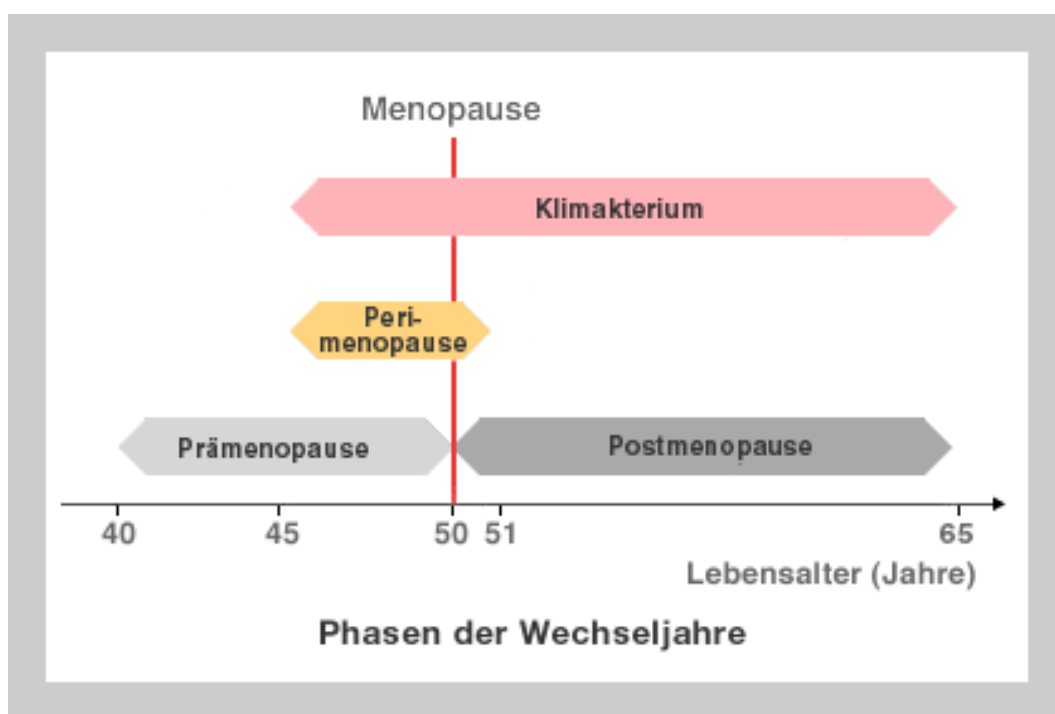 Menopause
Klimakterium
Peri-
menopause
Prämenopause
Postmenopause
40 45 50 51 65
Lebensalter (Jahre)
Phasen der Wechseljahre